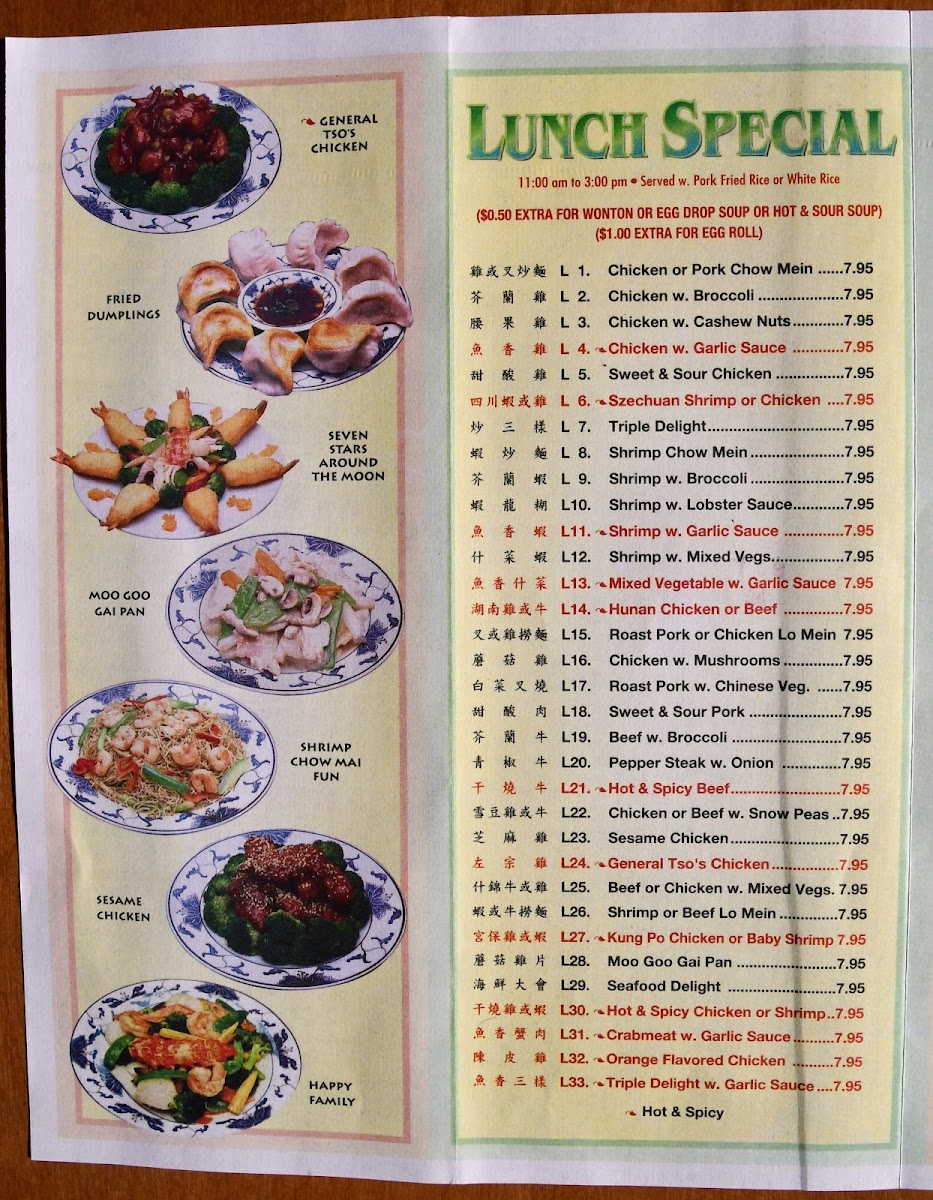 GENERAL
TSO'S
CHICKEN
FRIED
DUMPLINGS
SEVEN
STARS
AROUND
THE MOON
MOO GOO
GAI PAN
SHRIMP
CHOW MAI
FUN
SESAME
CHICKEN
HAPPY
FAMILY
LUNCH SPECIAL
11:00 am to 3:00 pm • Served w. Pork Fried Rice or White Rice
($0.50 EXTRA FOR WONTON OR EGG DROP SOUP OR HOT & SOUR SOUP)
($1.00 EXTRA FOR EGG ROLL)
雞或叉炒麵 L 1. Chicken or Pork Chow Mein ......7.95
芥蘭雞 L 2. Chicken w. Broccoli .....................7.95
腰果雞 L 3. Chicken w. Cashew Nuts............7.95
魚香雞 L 4. Chicken w. Garlic Sauce ............7.95
甜酸雞 L 5. Sweet & Sour Chicken ................7.95
四川蝦或雞 L 6. Szechuan Shrimp or Chicken ....7.95
炒三樣 L 7. Triple Delight.................................7.95
蝦炒麵 L 8. Shrimp Chow Mein.......................7.95
芥蘭蝦 L 9. Shrimp w. Broccoli ......................7.95
蝦龍糊 L10. Shrimp w. Lobster Sauce............7.95
魚香蝦 L11. Shrimp w. Garlic Sauce ..............7.95
什菜蝦 L12. Shrimp w. Mixed Vegs.................7.95
魚香什菜 L13. Mixed Vegetable w. Garlic Sauce 7.95
湖南雞或牛 L14. Hunan Chicken or Beef ..............7.95
叉或雞撈麵 L15. Roast Pork or Chicken Lo Mein 7.95
蘑菇雞 L16. Chicken w. Mushrooms ..............7.95
白菜叉燒 L17. Roast Pork w. Chinese Veg. ......7.95
甜酸肉 L18. Sweet & Sour Pork ......................7.95
芥蘭牛 L19. Beef w. Broccoli ..........................7.95
青椒牛 L20. Pepper Steak w. Onion ..............7.95
干燒牛 L21. Hot & Spicy Beef..........................7.95
雪豆雞或牛 L22. Chicken or Beef w. Snow Peas ..7.95
芝麻雞 L23. Sesame Chicken..........................7.95
左宗雞 L24. General Tso's Chicken ................7.95
什錦牛或雞 L25. Beef or Chicken w. Mixed Vegs. 7.95
蝦或牛撈麵 L26. Shrimp or Beef Lo Mein ..............7.95
宮保雞或蝦 L27. Kung Po Chicken or Baby Shrimp 7.95
蘑菇雞片 L28. Moo Goo Gai Pan ........................7.95
海鮮大會 L29. Seafood Delight ..........................7.95
干燒雞或蝦 L30. Hot & Spicy Chicken or Shrimp..7.95
魚香蟹肉 L31. Crabmeat w. Garlic Sauce..........7.95
陳皮雞 L32. Orange Flavored Chicken ..........7.95
魚香三樣 L33. Triple Delight w. Garlic Sauce ....7.95
Hot & Spicy